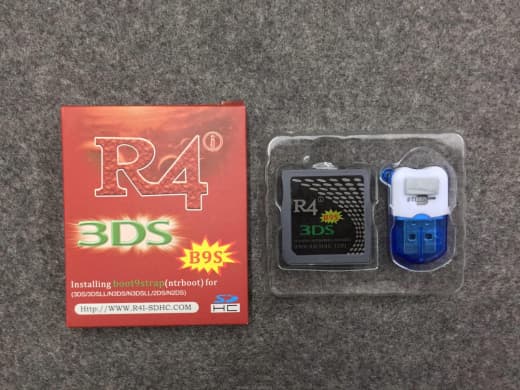 R4i
3DS
B9S
Installing boot9strap(ntrboot) for
(3DS/3DSLL/N3DS/N3DSLL/2DS/N2DS)
Http://WWW.R4I-SDHC.COM
SD
HC
R4
3DS